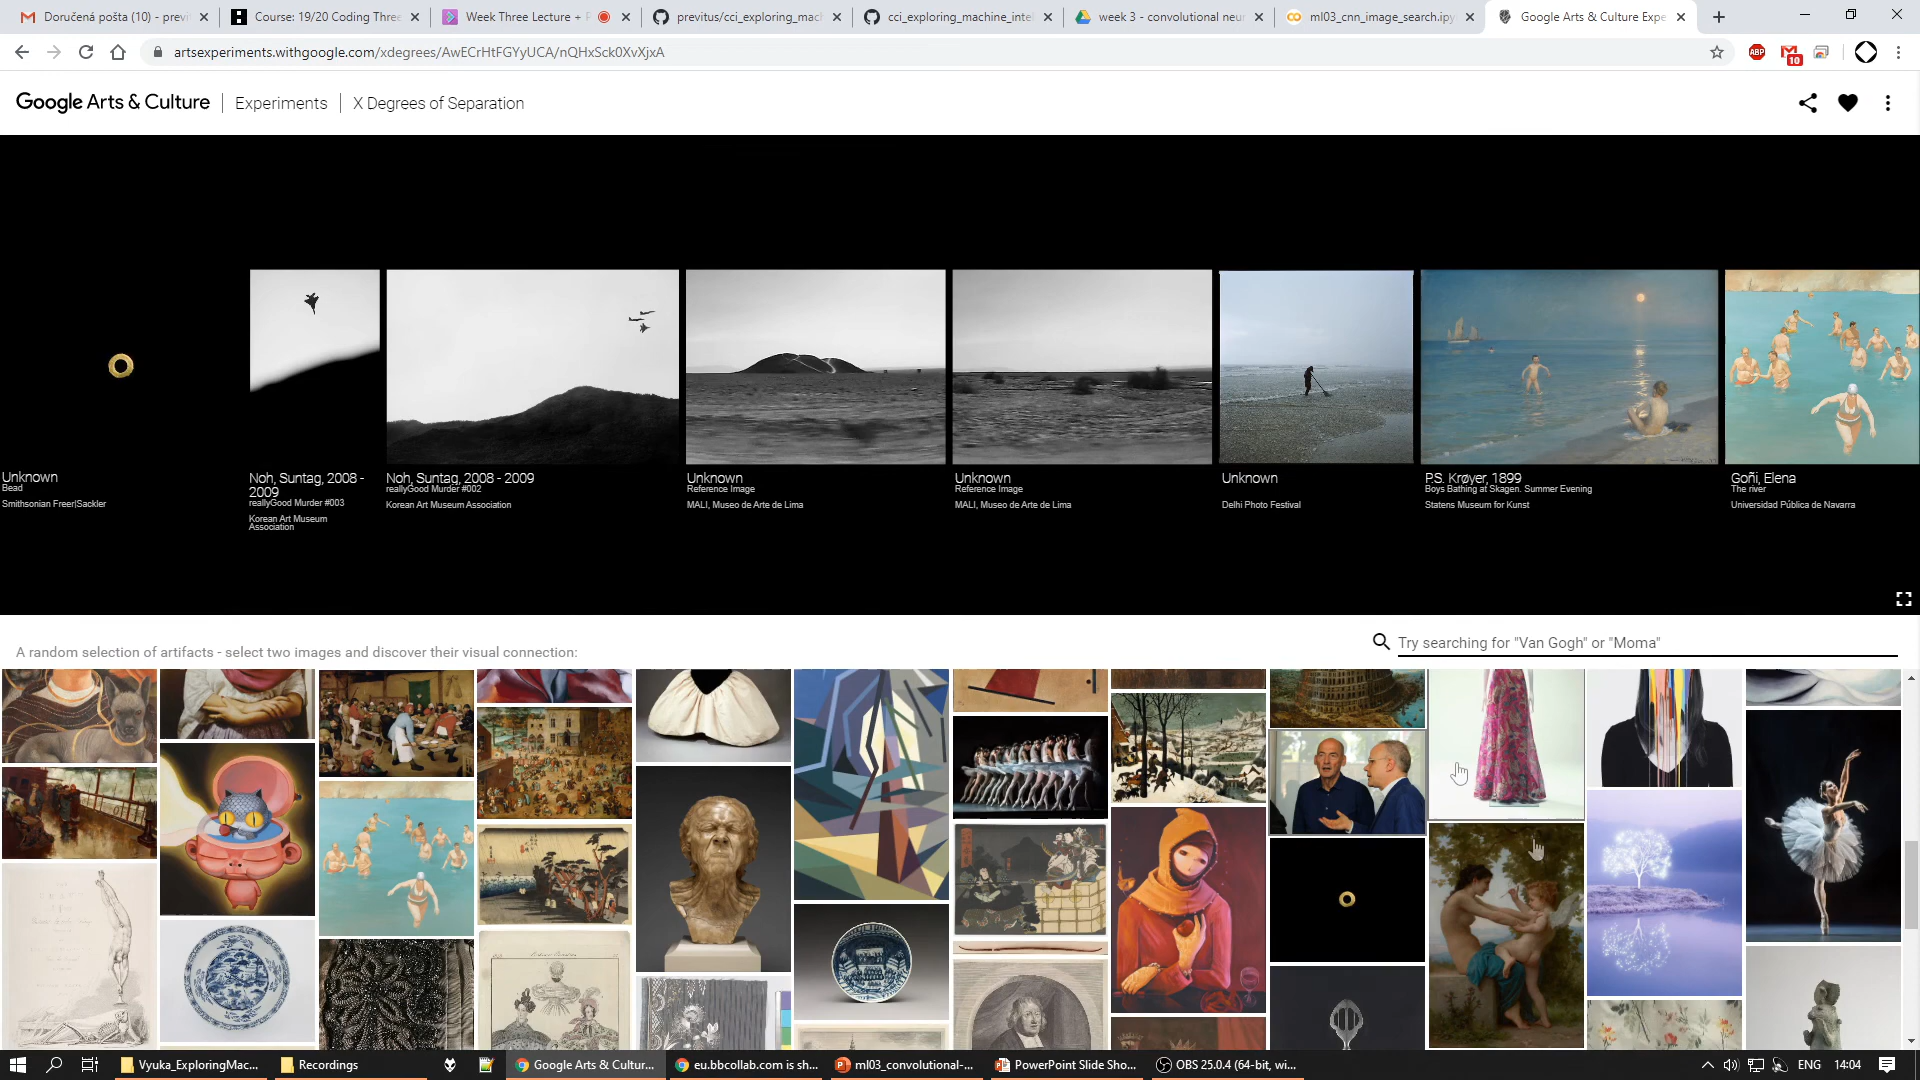 Doručená pošta (10) - previ
Course: 19/20 Coding Three
Week Three Lecture +
previtus/cci_exploring_mach
cci_exploring_machine_intel
week 3 - convolutional neur
ml03_cnn_image_search.ipy
Google Arts & Culture Expe
artsexperiments.withgoogle.com/xdegrees/AwECrHtFGYyUCA/nQHxSck0XvXjxA
ABP
10
Google Arts & Culture
Experiments
X Degrees of Separation
Unknown
Bead
Smithsonian Freer|Sackler
Noh, Suntag, 2008 -
2009
reallyGood Murder #003
Korean Art Museum
Association
Noh, Suntag, 2008 - 2009
reallyGood Murder #002
Korean Art Museum Association
Unknown
Reference Image
MALI, Museo de Arte de Lima
Unknown
Reference Image
MALI, Museo de Arte de Lima
Unknown
Delhi Photo Festival
P.S. Krøyer, 1899
Boys Bathing at Skagen. Summer Evening
Statens Museum for Kunst
Goñi, Elena
The river
Universidad Pública de Navarra
A random selection of artifacts - select two images and discover their visual connection:
Try searching for "Van Gogh" or "Moma"
Vyuka_ExploringMac...
Recordings
Google Arts & Cultur...
eu.bbcollab.com is sh...
ml03_convolutional-...
PowerPoint Slide Sho...
OBS 25.0.4 (64-bit, wi...
ENG
14:04